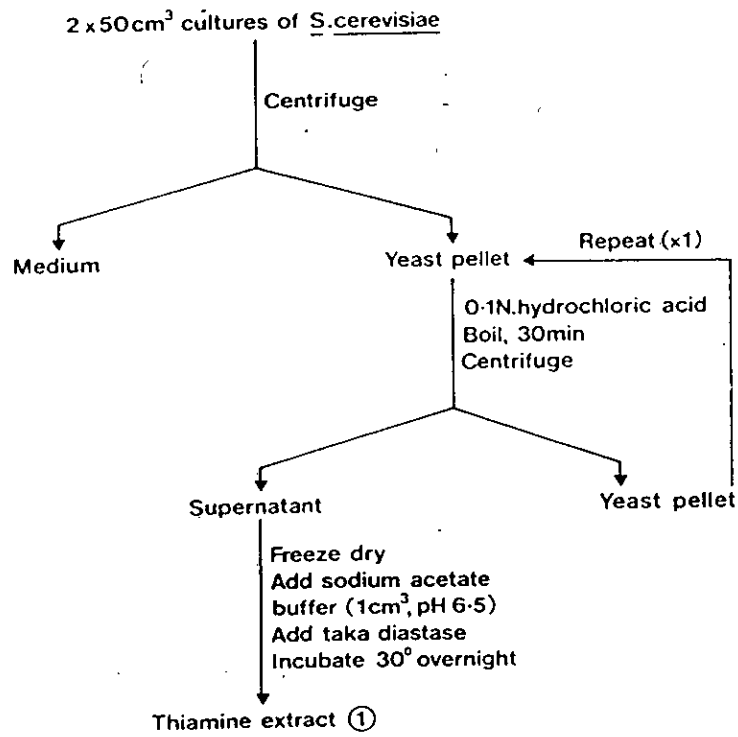 2 x 50cm³ cultures of S.cerevisiae
Centrifuge
Medium
Yeast pellet
Repeat (x1)
0·1N.hydrochloric acid
Boil, 30min
Centrifuge
Supernatant
Yeast pellet
Freeze dry
Add sodium acetate
buffer (1cm³, pH 6·5)
Add taka diastase
Incubate 30° overnight
Thiamine extract ①